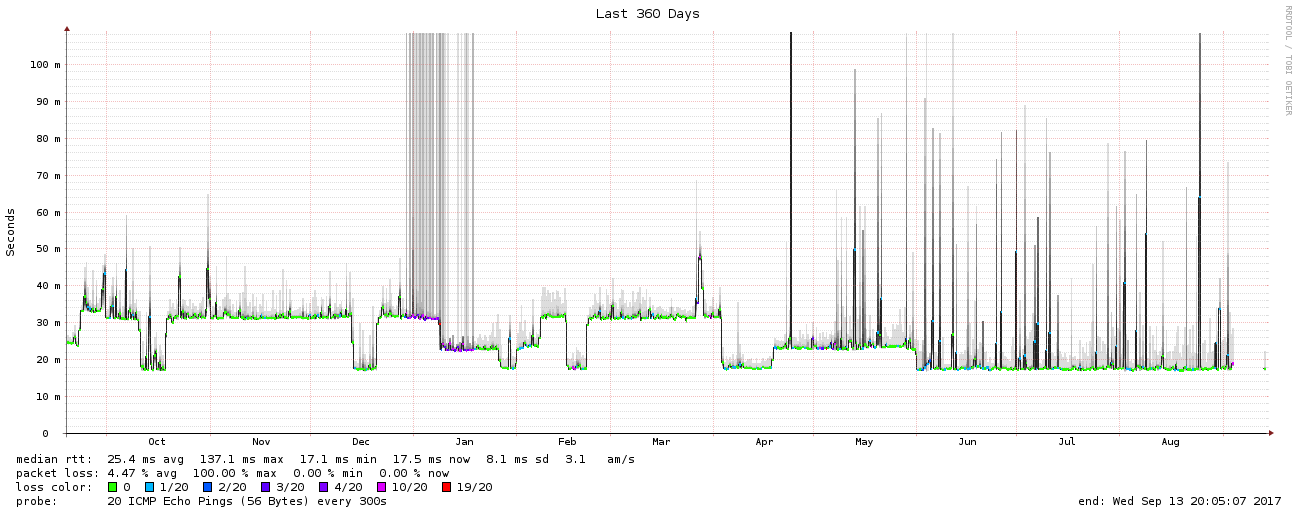 Last 360 Days
RRDTOOL / TOBI OETIKER
Seconds
100 m
90 m
80 m
70 m
60 m
50 m
40 m
30 m
20 m
10 m
0
Oct Nov Dec Jan Feb Mar Apr May Jun Jul Aug
median rtt: 25.4 ms avg 137.1 ms max 17.1 ms min 17.5 ms now 8.1 ms sd 3.1 am/s
packet loss: 4.47 % avg 100.00 % max 0.00 % min 0.00 % now
loss color: 0 1/20 2/20 3/20 4/20 10/20 19/20
probe: 20 ICMP Echo Pings (56 Bytes) every 300s end: Wed Sep 13 20:05:07 2017